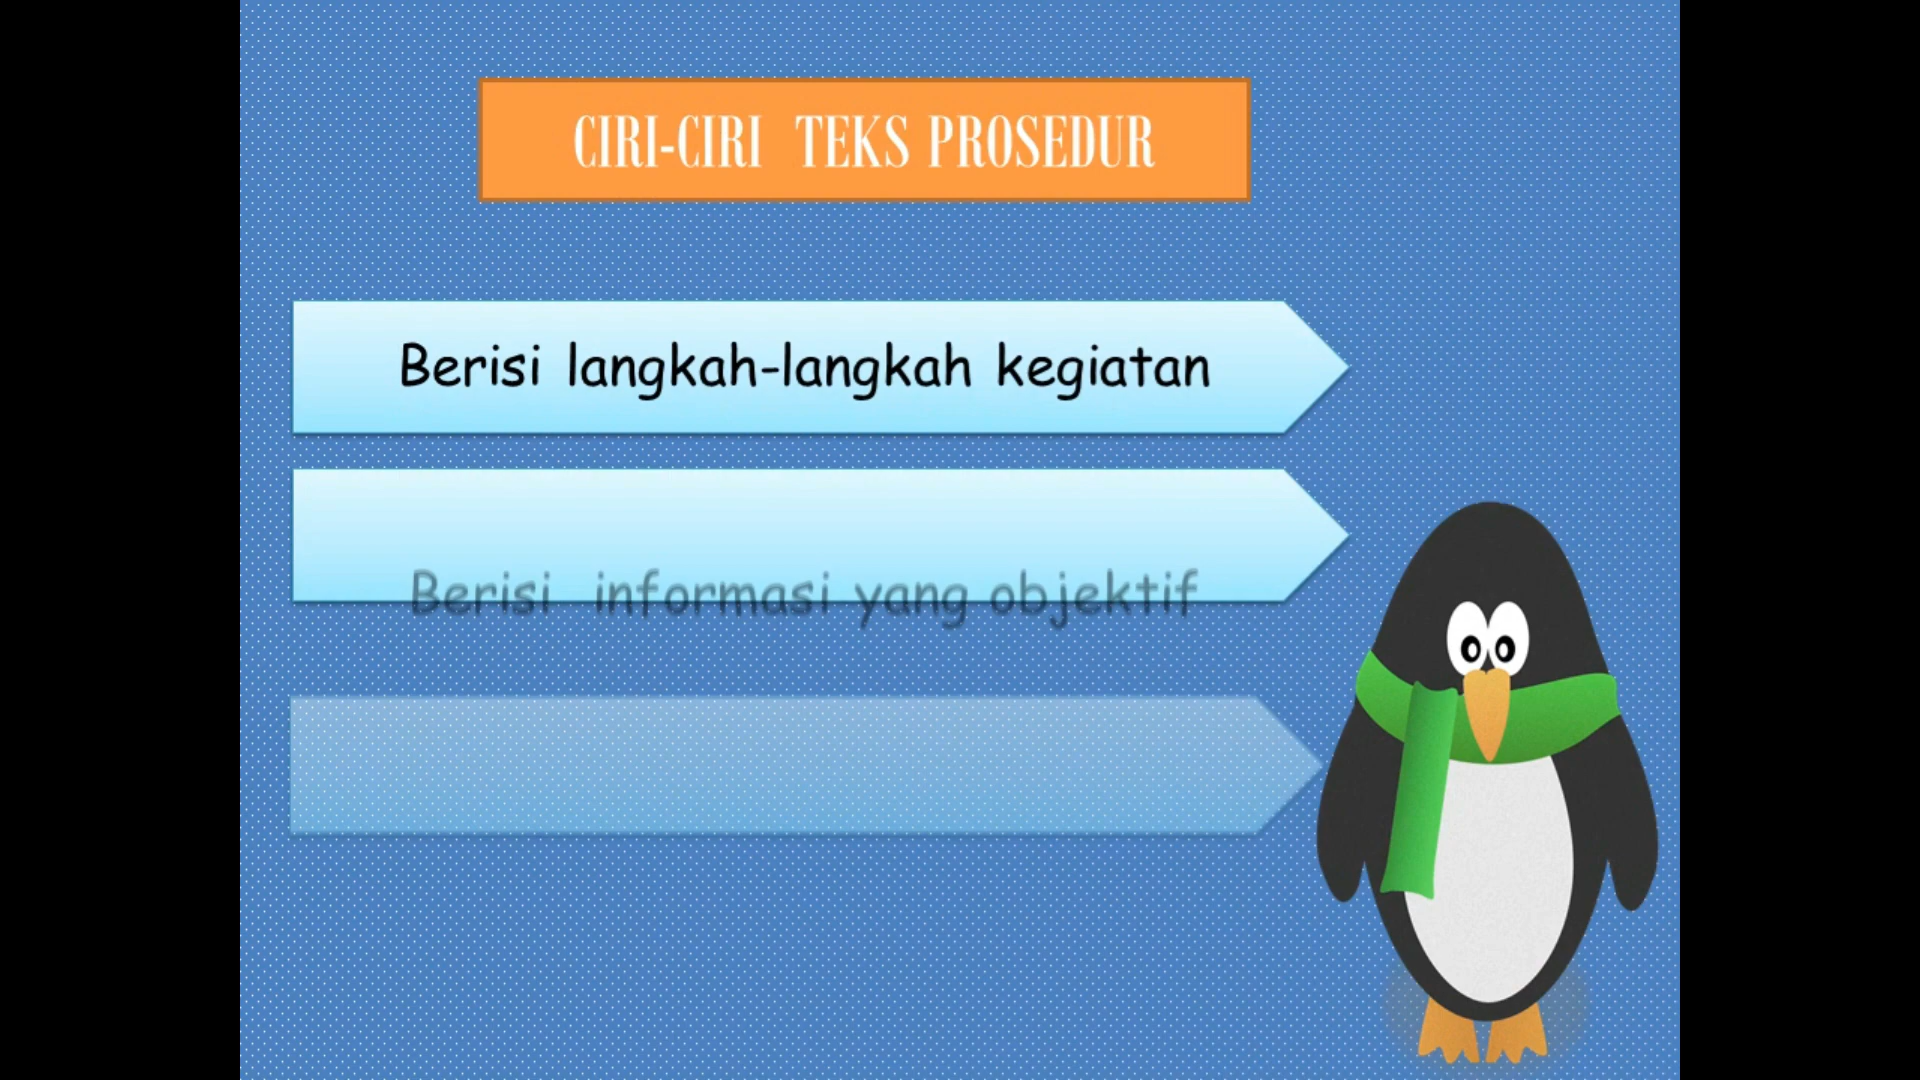 CIRI-CIRI TEKS PROSEDUR
Berisi langkah-langkah kegiatan
Berisi informasi yang objektif